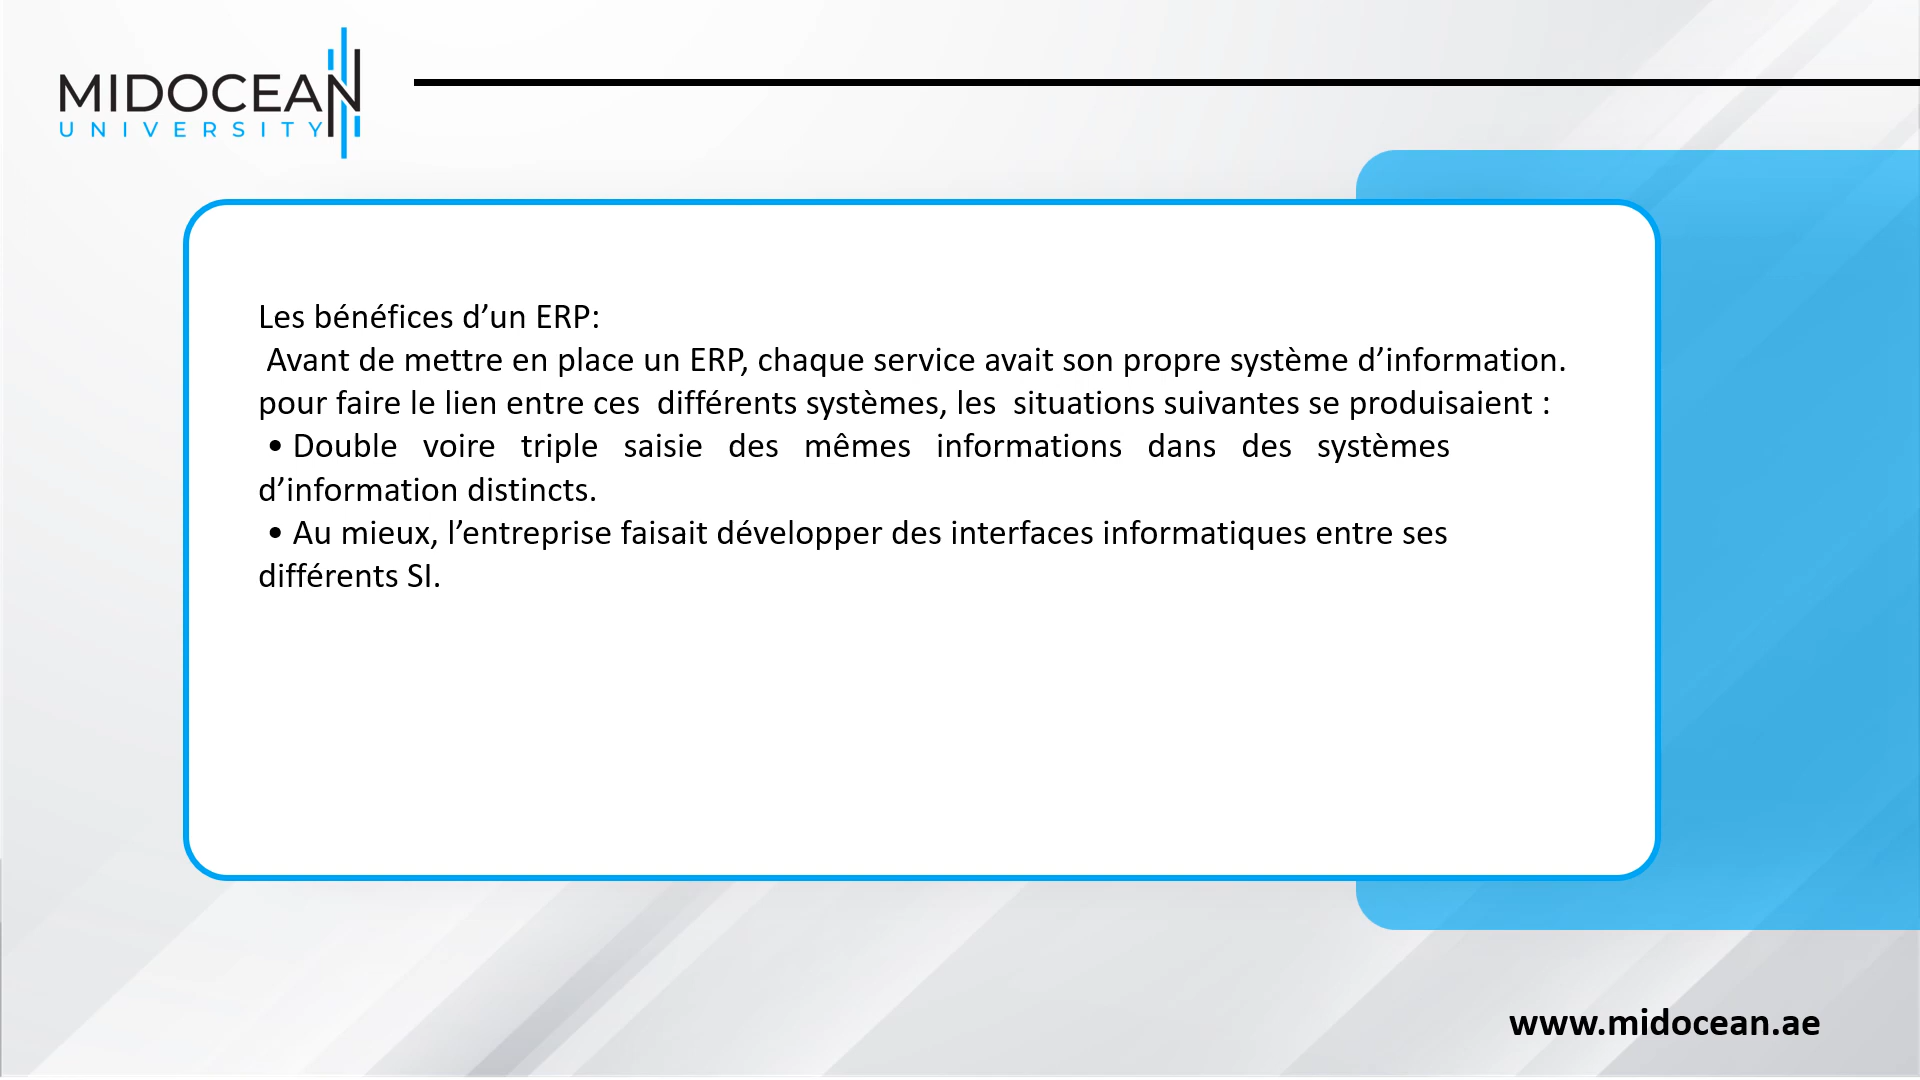 MIDOCEAN
UNIVERSITY
Les bénéfices d’un ERP:
Avant de mettre en place un ERP, chaque service avait son propre système d’information.
pour faire le lien entre ces différents systèmes, les situations suivantes se produisaient :
• Double voire triple saisie des mêmes informations dans des systèmes
d’information distincts.
• Au mieux, l’entreprise faisait développer des interfaces informatiques entre ses
différents SI.
www.midocean.ae